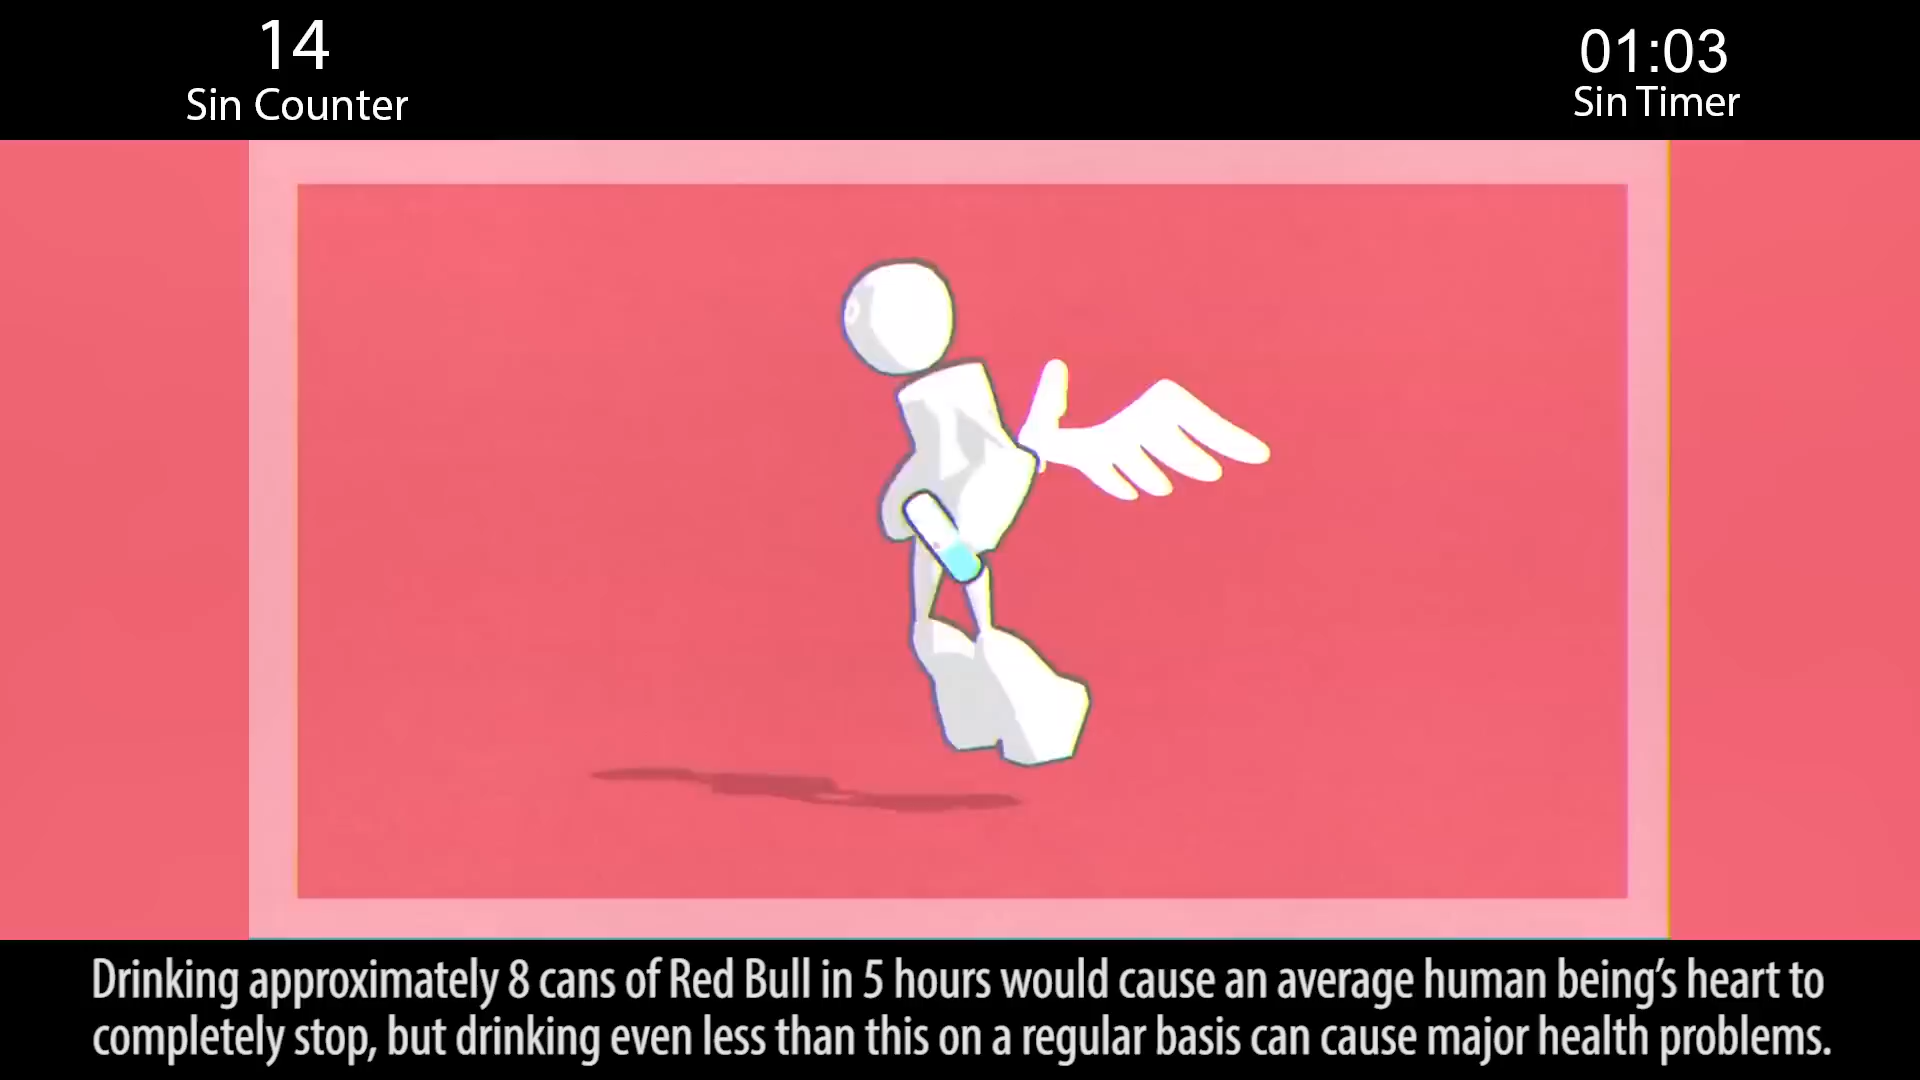 14
Sin Counter
01:03
Sin Timer
Drinking approximately 8 cans of Red Bull in 5 hours would cause an average human being's heart to
completely stop, but drinking even less than this on a regular basis can cause major health problems.